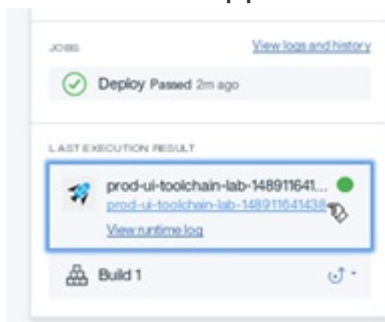 JOBS View logs and history
Deploy Passed 2m ago
LAST EXECUTION RESULT
prod-ui-toolchain-lab-148911641...
prod-ui-toolchain-lab-148911641438
View runtime log
Build 1